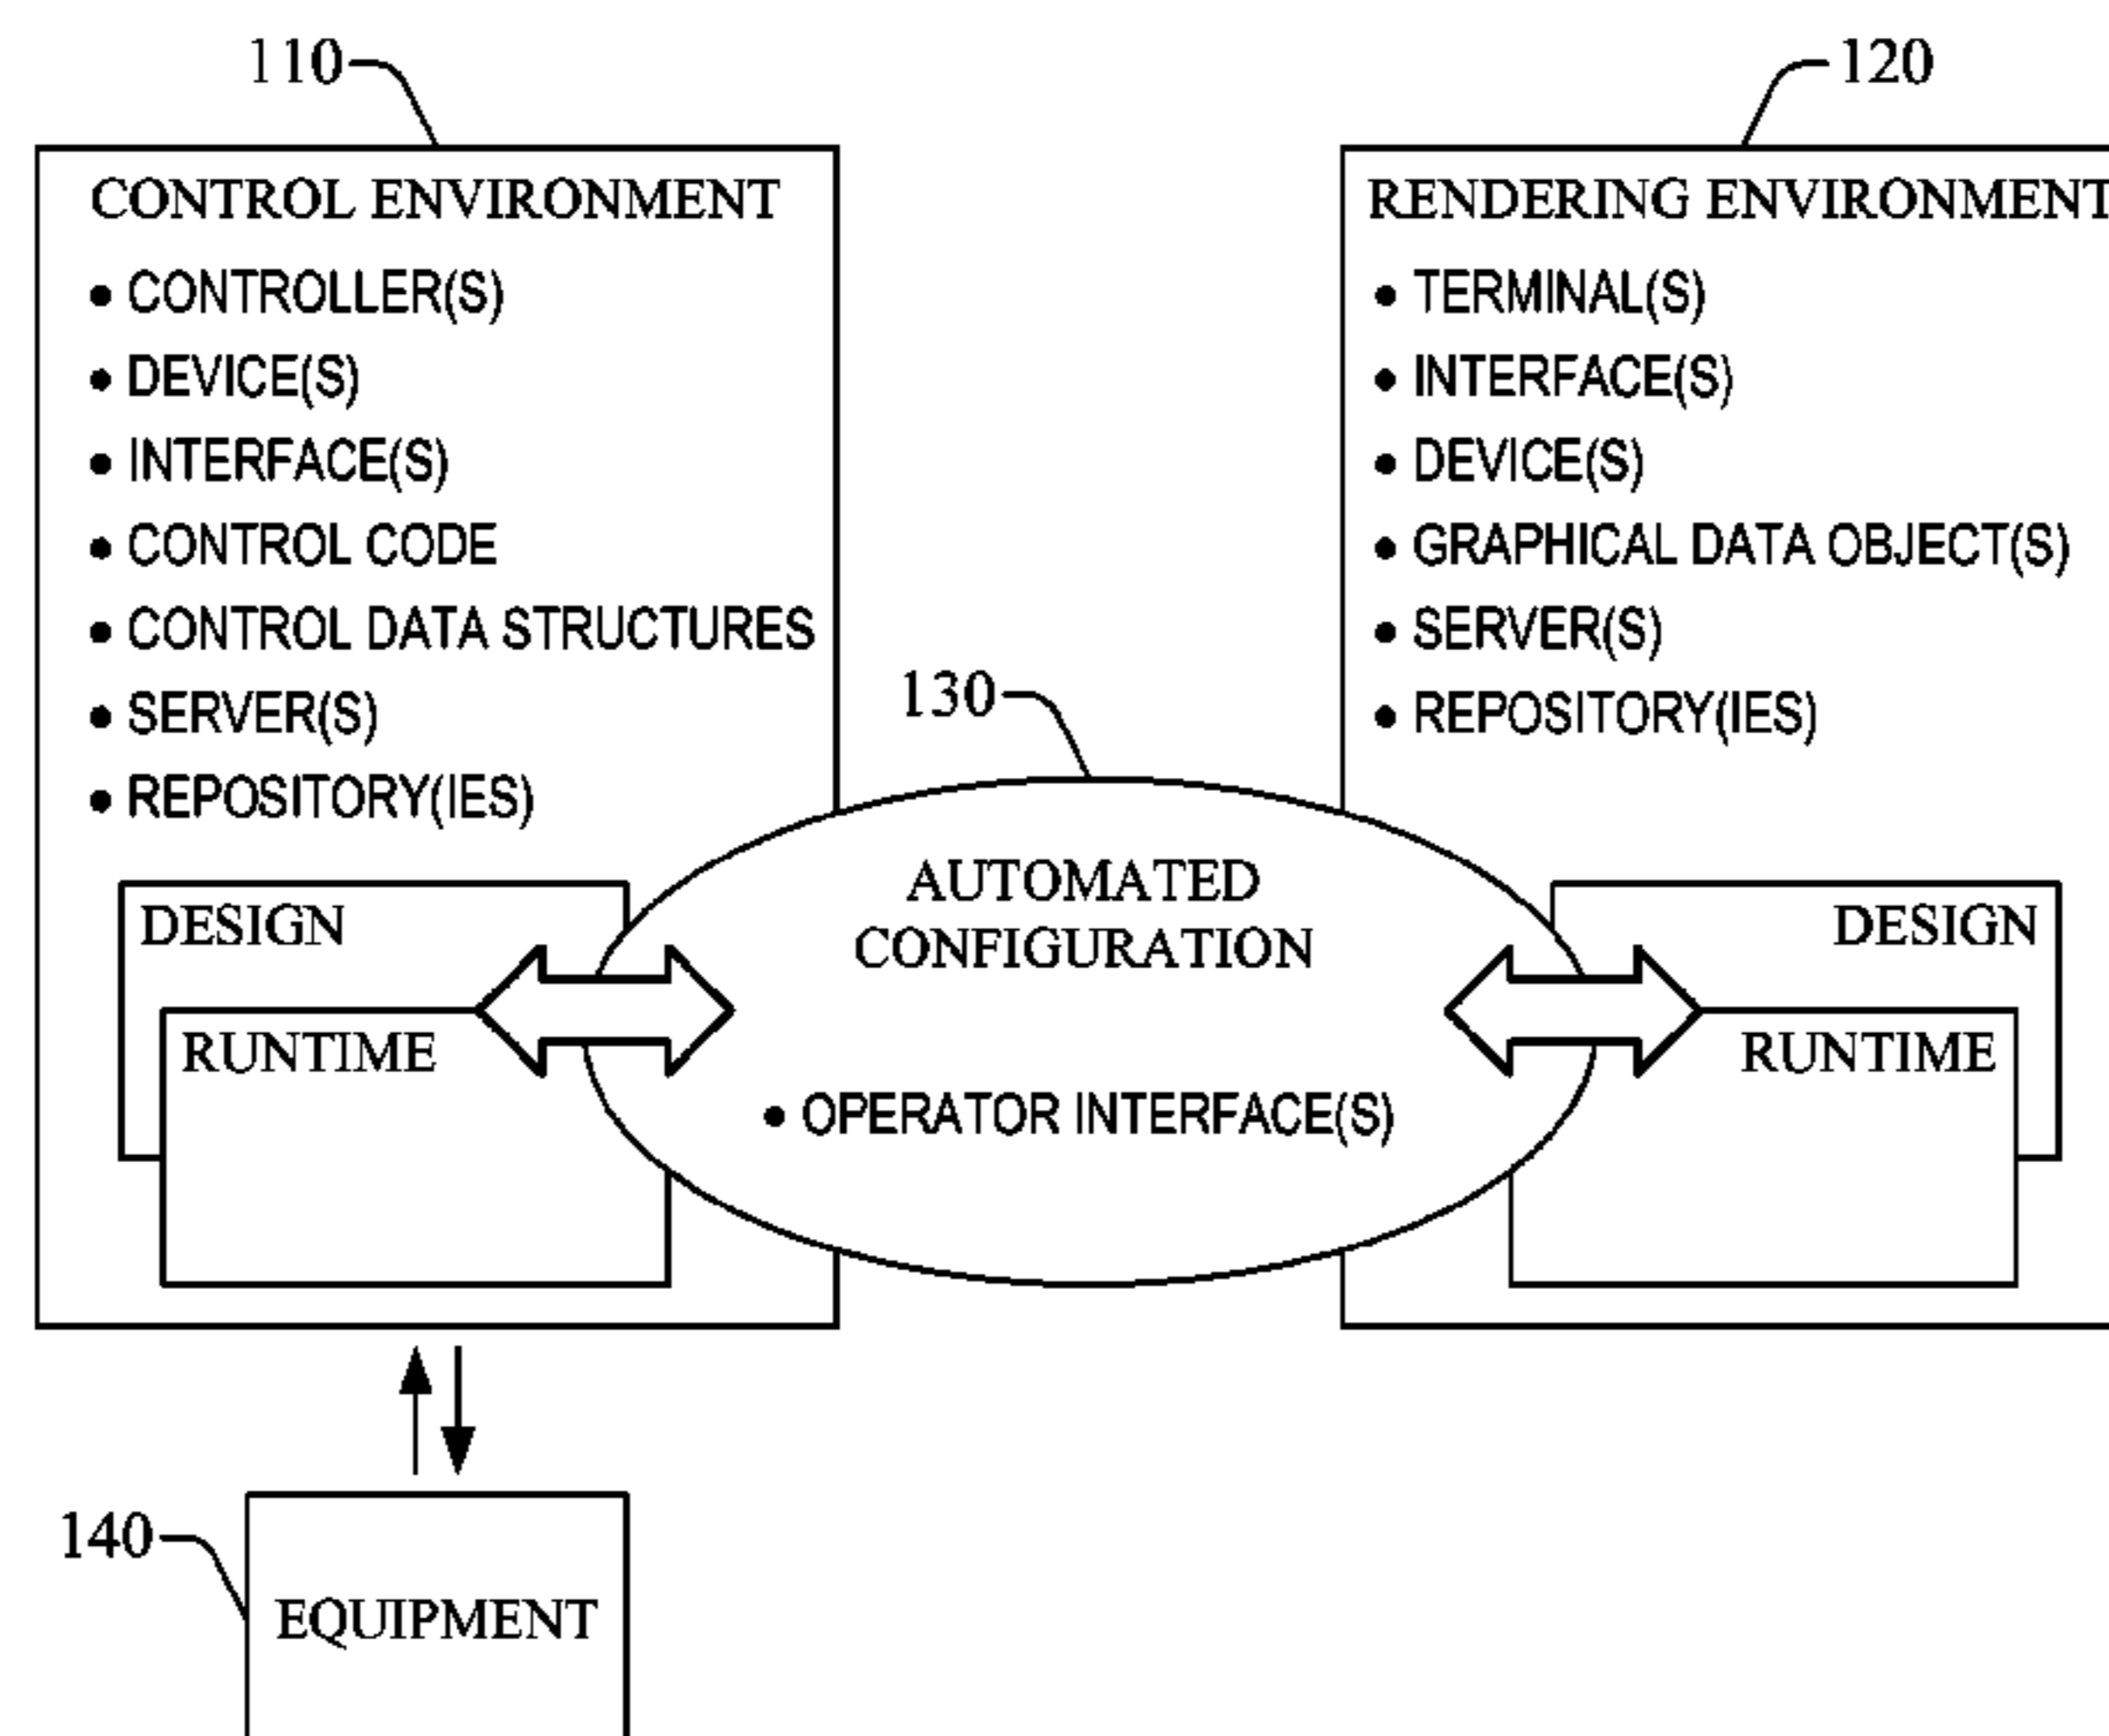 110
120
CONTROL ENVIRONMENT
• CONTROLLER(S)
• DEVICE(S)
• INTERFACE(S)
• CONTROL CODE
• CONTROL DATA STRUCTURES
• SERVER(S)
• REPOSITORY(IES)
DESIGN
RUNTIME
RENDERING ENVIRONMENT
• TERMINAL(S)
• INTERFACE(S)
• DEVICE(S)
• GRAPHICAL DATA OBJECT(S)
• SERVER(S)
• REPOSITORY(IES)
DESIGN
RUNTIME
130
AUTOMATED
CONFIGURATION
• OPERATOR INTERFACE(S)
140
EQUIPMENT